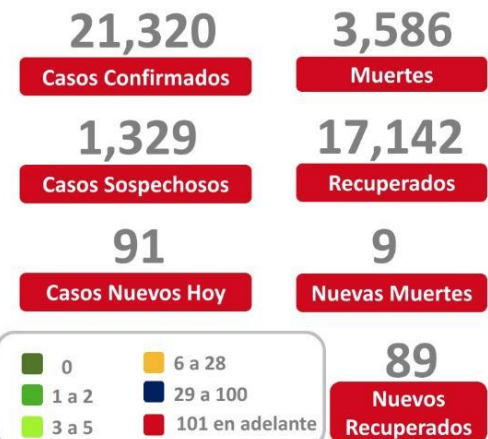 21,320
Casos Confirmados
3,586
Muertes
1,329
Casos Sospechosos
17,142
Recuperados
91
Casos Nuevos Hoy
9
Nuevas Muertes
0
1 a 2
3 a 5
6 a 28
29 a 100
101 en adelante
89
Nuevos
Recuperados